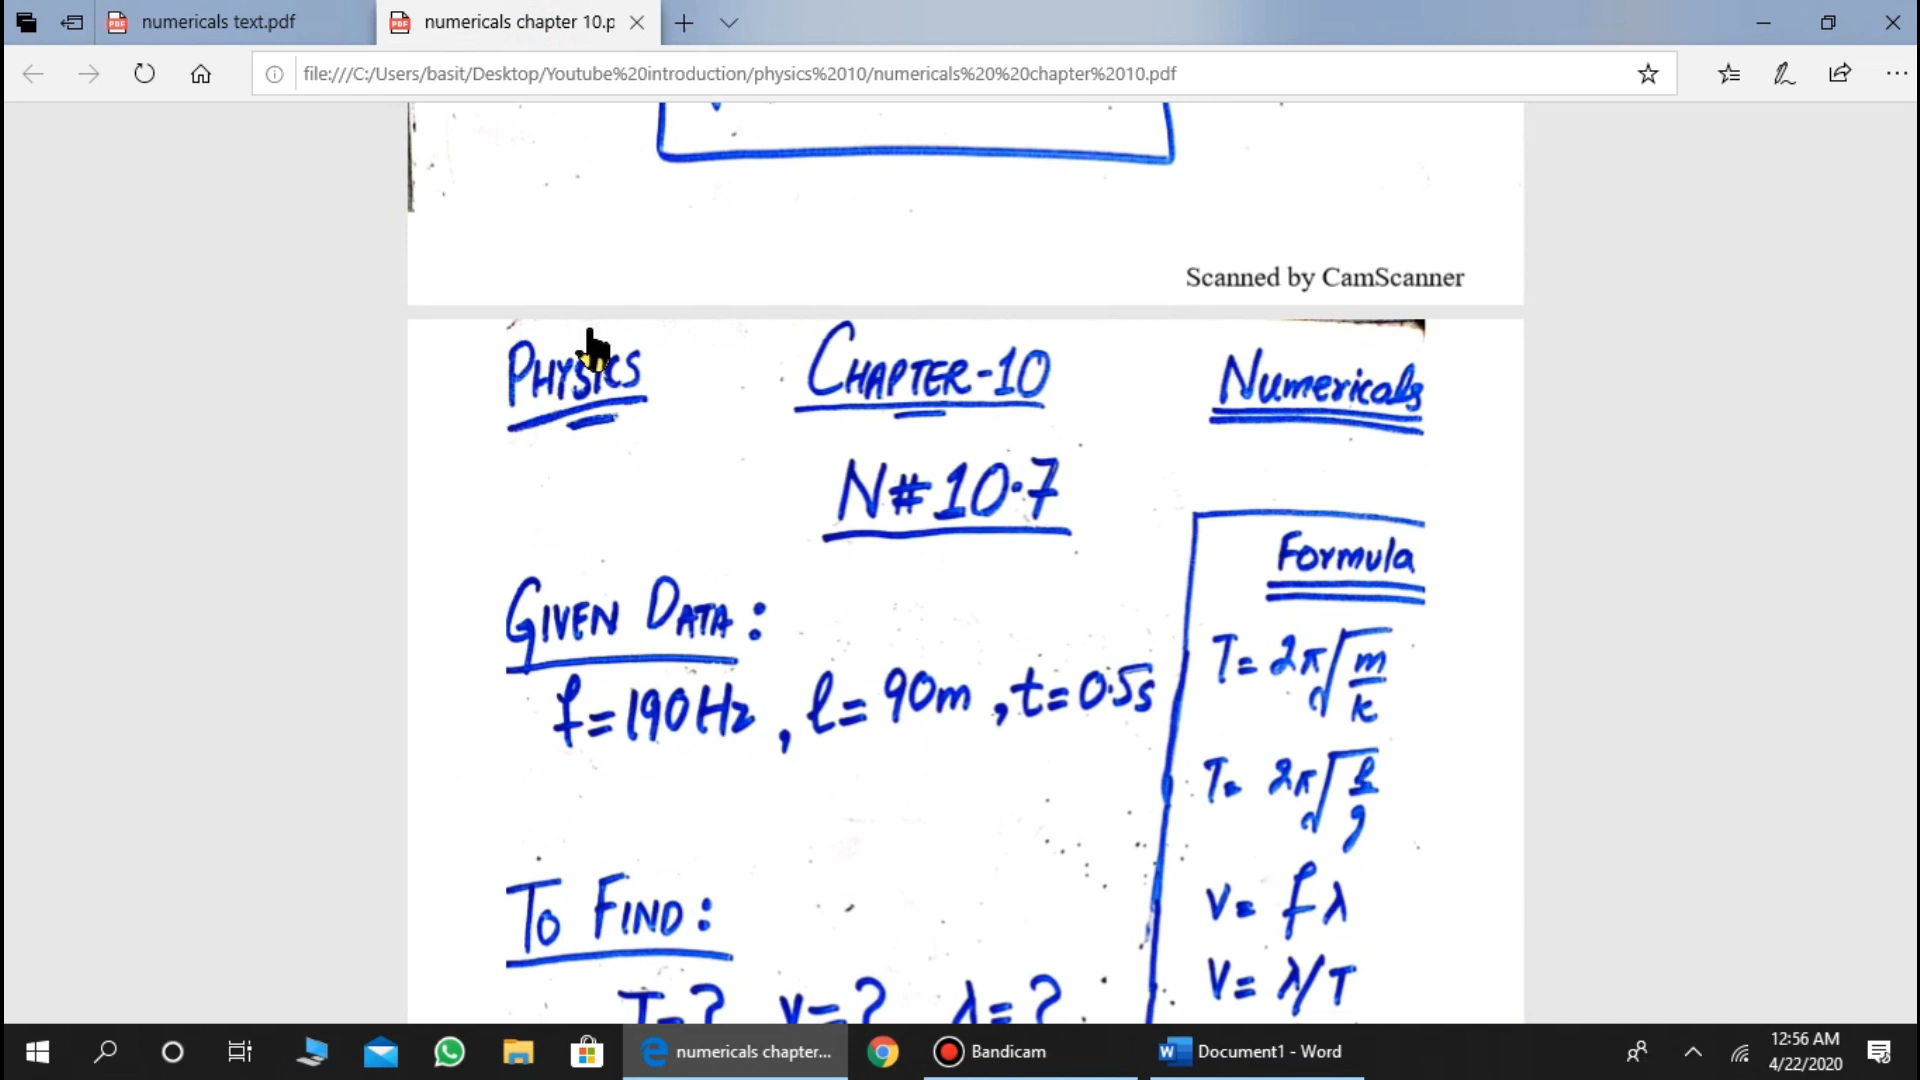 numericals text.pdf
numericals chapter 10.p
file:///C:/Users/basit/Desktop/Youtube%20introduction/physics%2010/numericals%20%20chapter%2010.pdf
Scanned by CamScanner
PHYSICS CHAPTER-10 Numericals
N#10.7
Formula
GIVEN DATA:
f=190Hz, l=90m, t=0.5s
T=2π√m/k
T=2π√l/g
TO FIND:
V=fλ
V=λ/T
T=? V=? λ=?
numericals chapter...
Bandicam
Document1 - Word
12:56 AM
4/22/2020